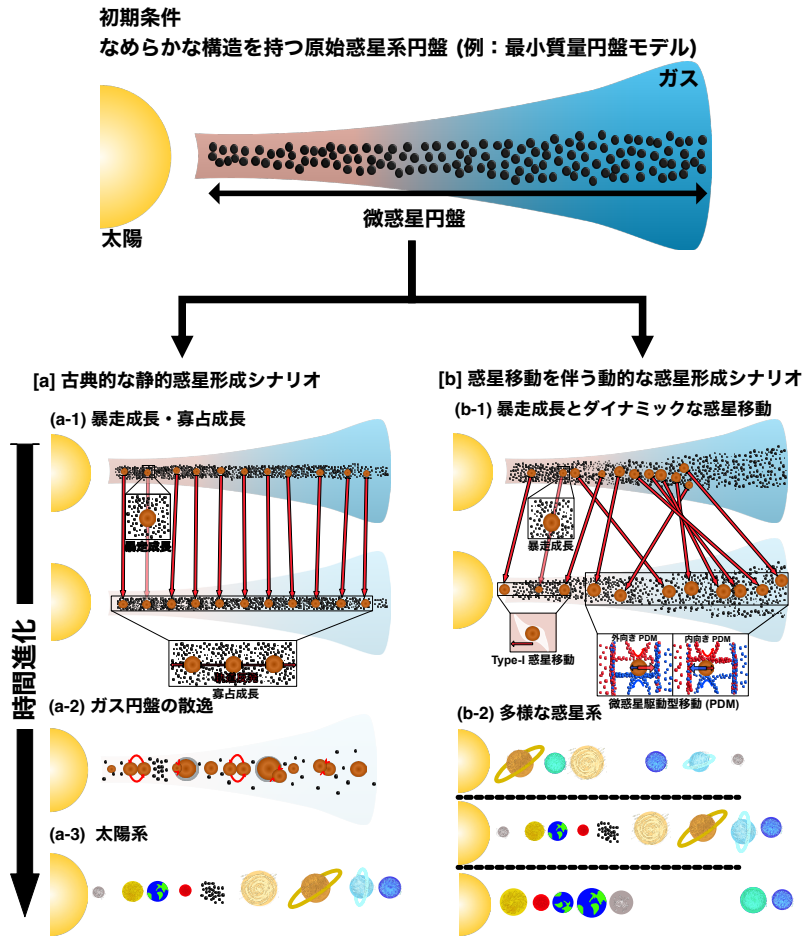 初期条件
なめらかな構造を持つ原始惑星系円盤 (例：最小質量円盤モデル)
ガス
微惑星円盤
太陽
[a] 古典的な静的惑星形成シナリオ
[b] 惑星移動を伴う動的な惑星形成シナリオ
(a-1) 暴走成長・寡占成長
(b-1) 暴走成長とダイナミックな惑星移動
暴走成長
暴走成長
寡占成長
Type-I 惑星移動
外向き PDM
内向き PDM
微惑星駆動型移動 (PDM)
時間進化
(a-2) ガス円盤の散逸
(b-2) 多様な惑星系
(a-3) 太陽系